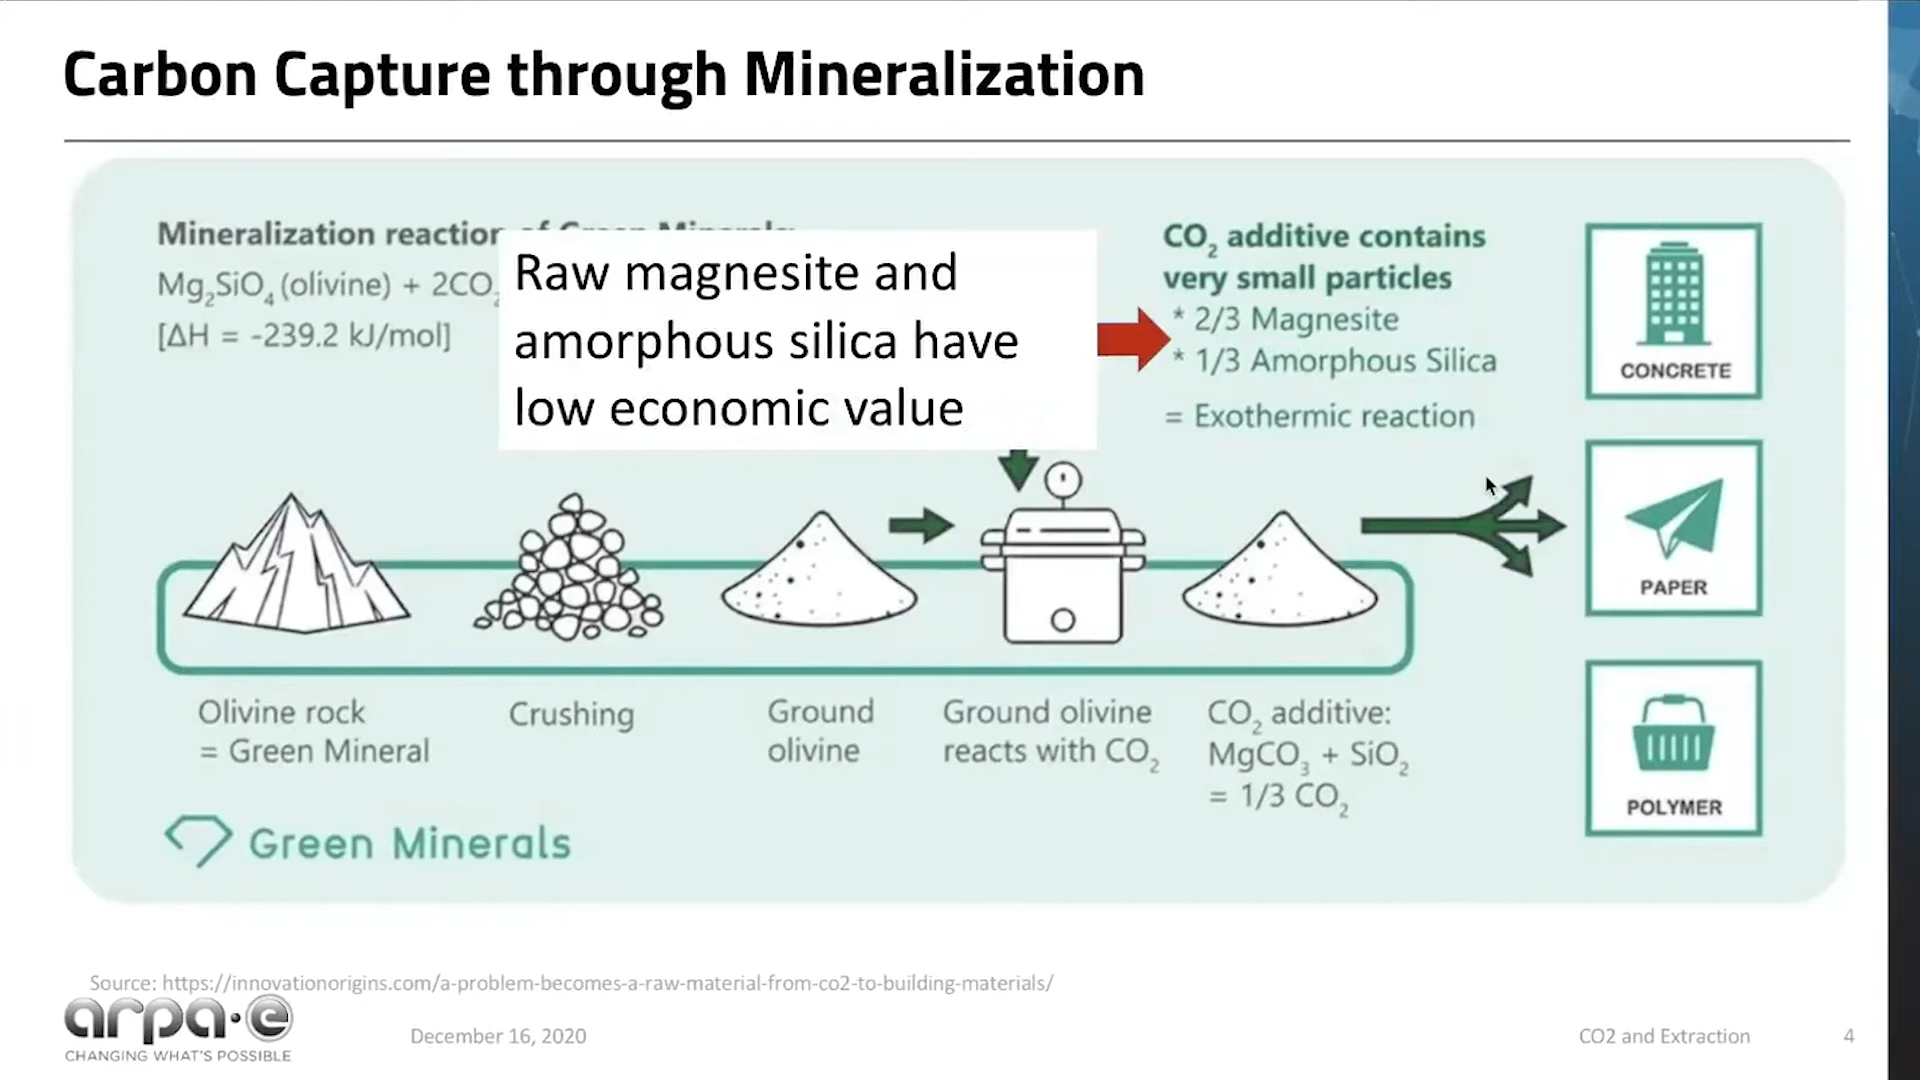 Carbon Capture through Mineralization
Mineralization reaction of Green Minerals:
Mg₂SiO₄ (olivine) + 2CO₂
[ΔH = -239.2 kJ/mol]
Raw magnesite and
amorphous silica have
low economic value
CO₂ additive contains
very small particles
* 2/3 Magnesite
* 1/3 Amorphous Silica
= Exothermic reaction
CONCRETE
PAPER
POLYMER
Olivine rock
= Green Mineral
Crushing
Ground
olivine
Ground olivine
reacts with CO₂
CO₂ additive:
MgCO₃ + SiO₂
= 1/3 CO₂
Green Minerals
Source: https://innovationorigins.com/a-problem-becomes-a-raw-material-from-co2-to-building-materials/
arpa·e
CHANGING WHAT'S POSSIBLE
December 16, 2020
CO2 and Extraction
4